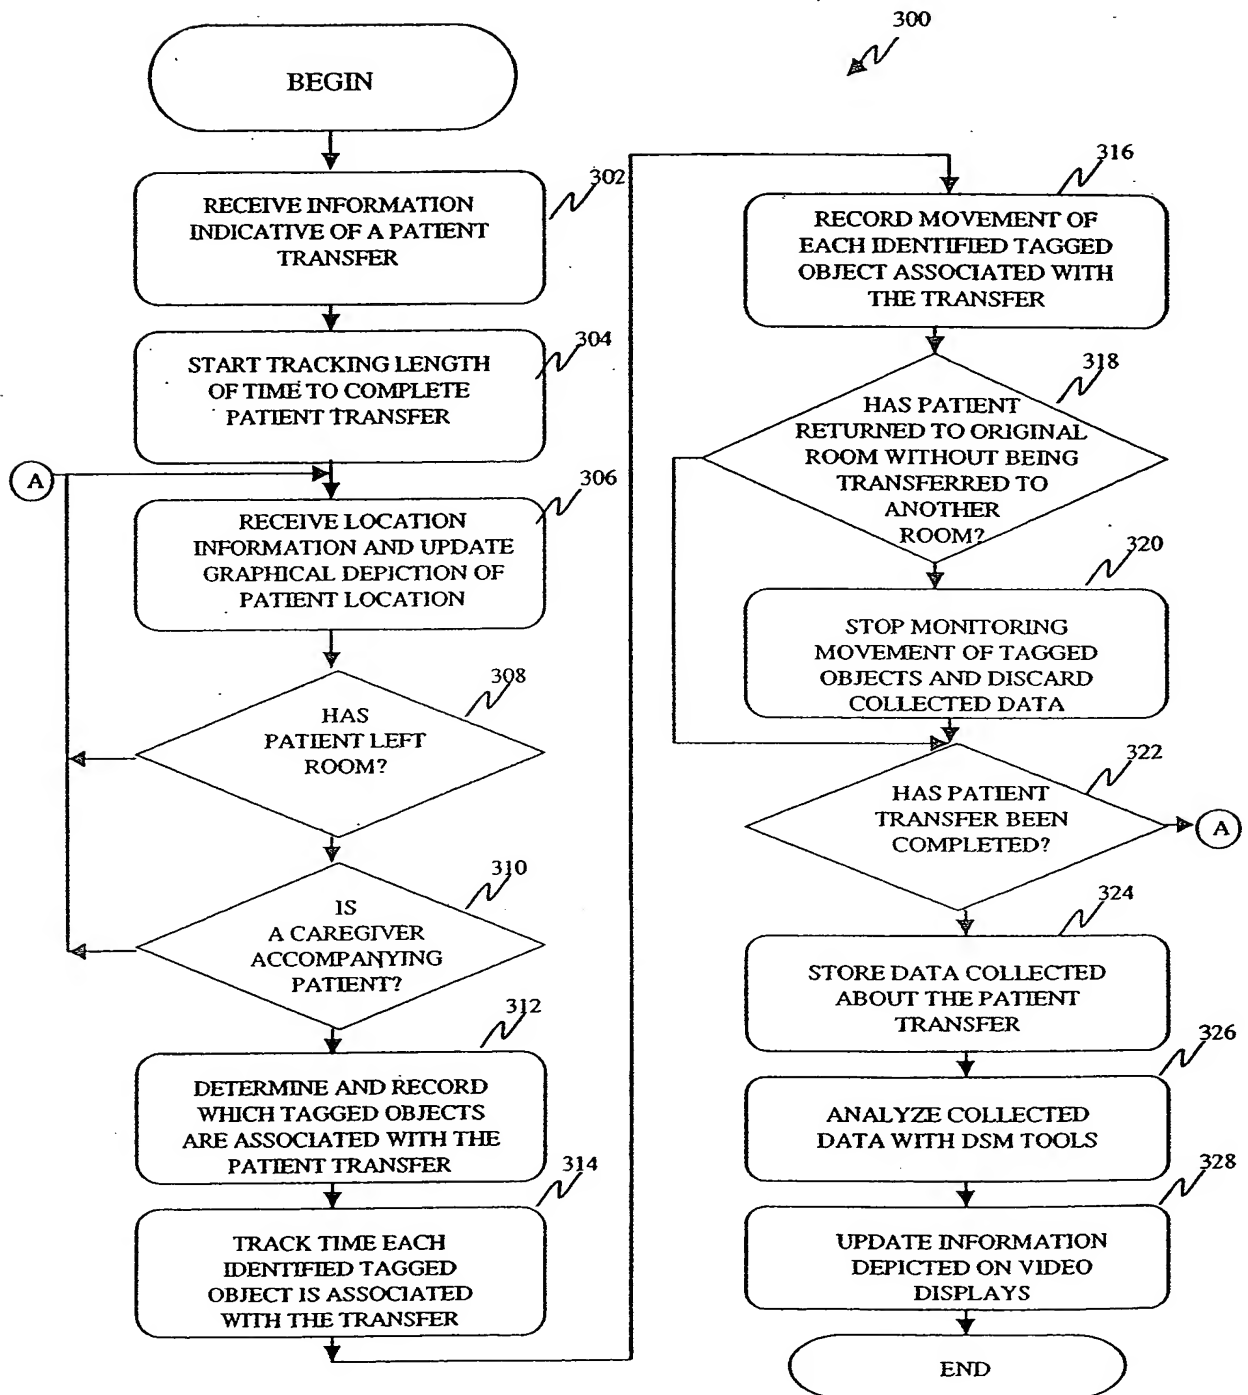 300
BEGIN
302
RECEIVE INFORMATION
INDICATIVE OF A PATIENT
TRANSFER
304
START TRACKING LENGTH
OF TIME TO COMPLETE
PATIENT TRANSFER
A
306
RECEIVE LOCATION
INFORMATION AND UPDATE
GRAPHICAL DEPICTION OF
PATIENT LOCATION
308
HAS
PATIENT LEFT
ROOM?
310
IS
A CAREGIVER
ACCOMPANYING
PATIENT?
312
DETERMINE AND RECORD
WHICH TAGGED OBJECTS
ARE ASSOCIATED WITH THE
PATIENT TRANSFER
314
TRACK TIME EACH
IDENTIFIED TAGGED
OBJECT IS ASSOCIATED
WITH THE TRANSFER
316
RECORD MOVEMENT OF
EACH IDENTIFIED TAGGED
OBJECT ASSOCIATED WITH
THE TRANSFER
318
HAS PATIENT
RETURNED TO ORIGINAL
ROOM WITHOUT BEING
TRANSFERRED TO
ANOTHER
ROOM?
320
STOP MONITORING
MOVEMENT OF TAGGED
OBJECTS AND DISCARD
COLLECTED DATA
322
HAS PATIENT
TRANSFER BEEN
COMPLETED?
A
324
STORE DATA COLLECTED
ABOUT THE PATIENT
TRANSFER
326
ANALYZE COLLECTED
DATA WITH DSM TOOLS
328
UPDATE INFORMATION
DEPICTED ON VIDEO
DISPLAYS
END